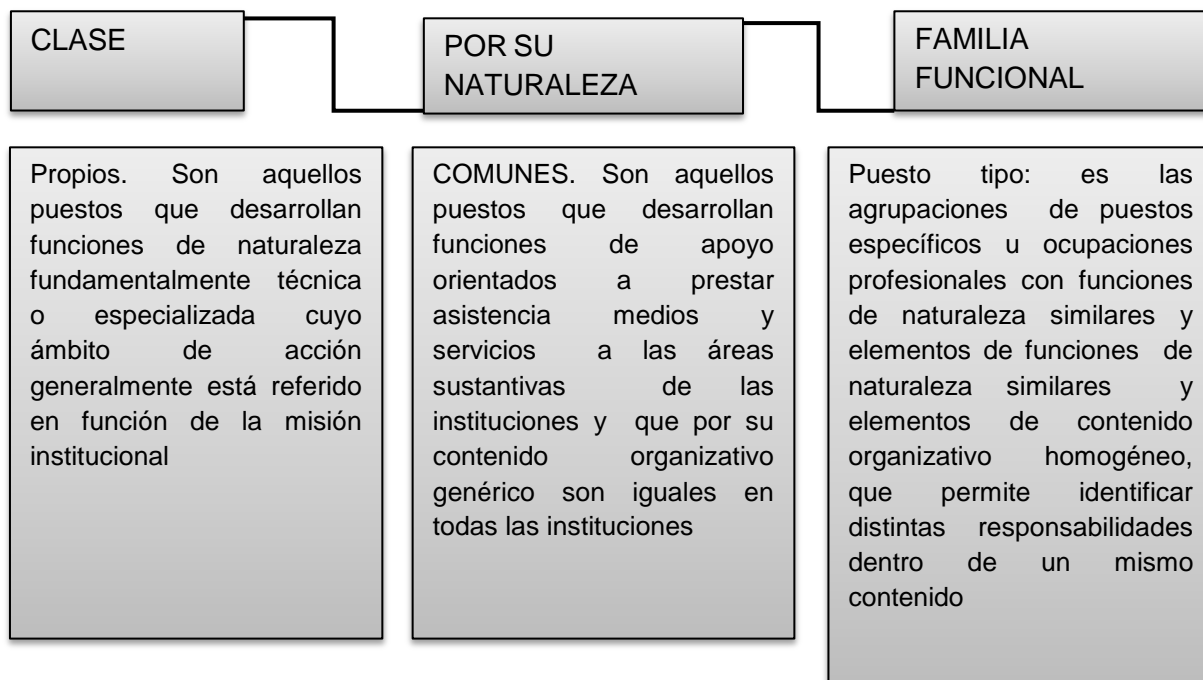 CLASE
POR SU
NATURALEZA
FAMILIA
FUNCIONAL
Propios. Son aquellos
puestos que desarrollan
funciones de naturaleza
fundamentalmente técnica
o especializada cuyo
ámbito de acción
generalmente está referido
en función de la misión
institucional
COMUNES. Son aquellos
puestos que desarrollan
funciones de apoyo
orientados a prestar
asistencia medios y
servicios a las áreas
sustantivas de las
instituciones y que por su
contenido organizativo
genérico son iguales en
todas las instituciones
Puesto tipo: es las
agrupaciones de puestos
específicos u ocupaciones
profesionales con funciones
de naturaleza similares y
elementos de funciones de
naturaleza similares y
elementos de contenido
organizativo homogéneo,
que permite identificar
distintas responsabilidades
dentro de un mismo
contenido